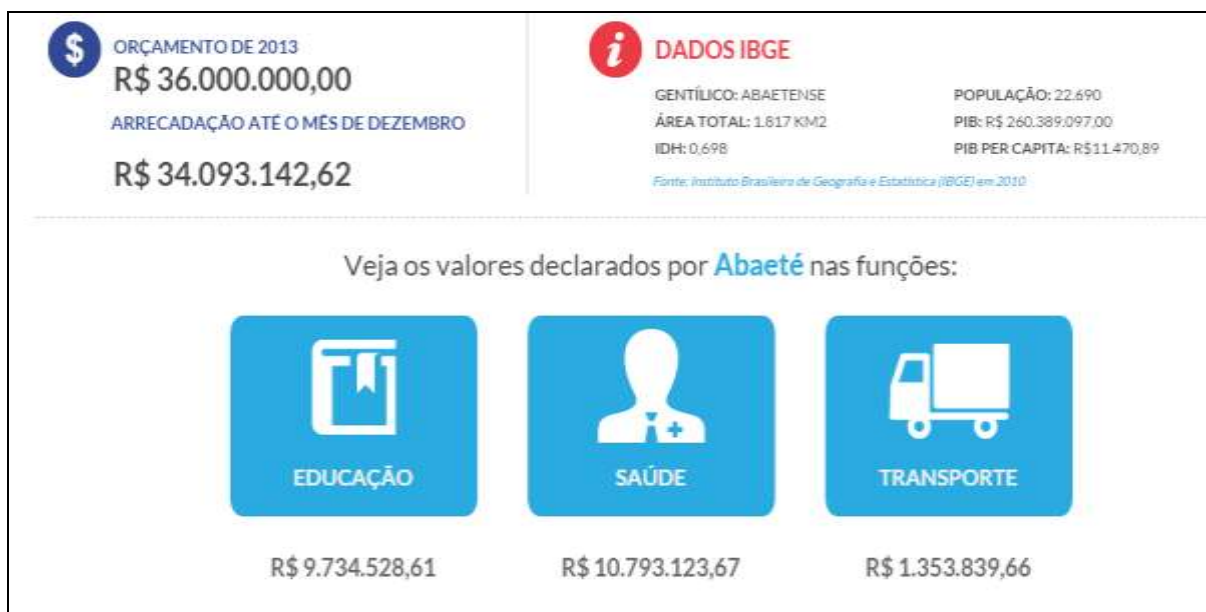 $
ORÇAMENTO DE 2013
R$ 36.000.000,00
ARRECADAÇÃO ATÉ O MÊS DE DEZEMBRO
R$ 34.093.142,62
i
DADOS IBGE
GENTÍLICO: ABAETENSE
ÁREA TOTAL: 1.817 KM2
IDH: 0,698
POPULAÇÃO: 22.690
PIB: R$ 260.389.097,00
PIB PER CAPITA: R$11.470,89
Fonte: Instituto Brasileiro de Geografia e Estatística (IBGE) em 2010
Veja os valores declarados por Abaeté nas funções:
EDUCAÇÃO
SAÚDE
TRANSPORTE
R$ 9.734.528,61
R$ 10.793.123,67
R$ 1.353.839,66